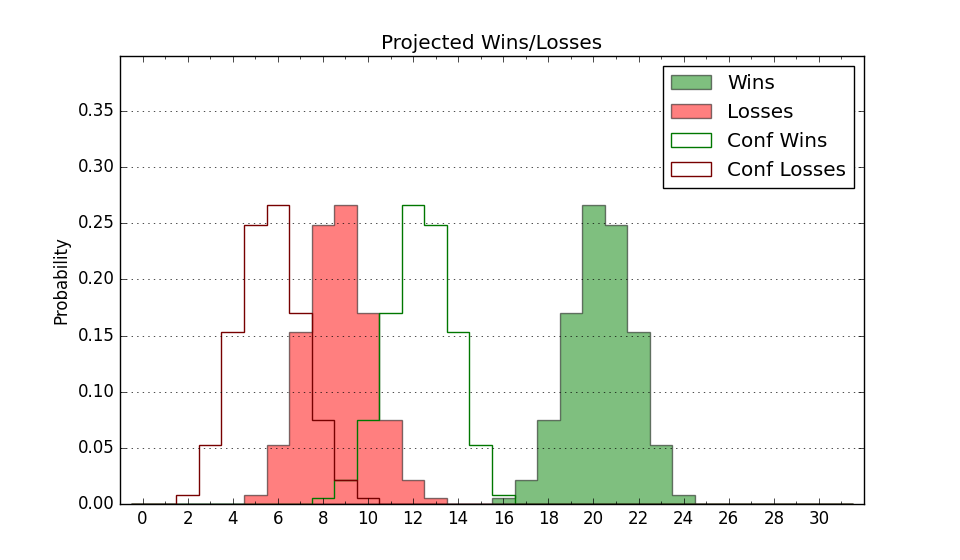 Projected Wins/Losses
Wins
Losses
Conf Wins
Conf Losses
Probability
0.35
0.30
0.25
0.20
0.15
0.10
0.05
0.00
0 2 4 6 8 10 12 14 16 18 20 22 24 26 28 30